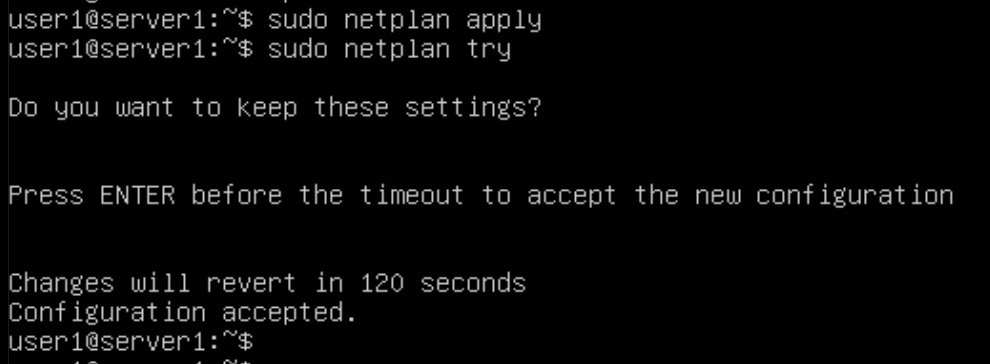 user1@server1:~$ sudo netplan apply
user1@server1:~$ sudo netplan try
Do you want to keep these settings?
Press ENTER before the timeout to accept the new configuration
Changes will revert in 120 seconds
Configuration accepted.
user1@server1:~$